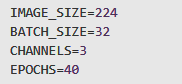 IMAGE_SIZE=224
BATCH_SIZE=32
CHANNELS=3
EPOCHS=40